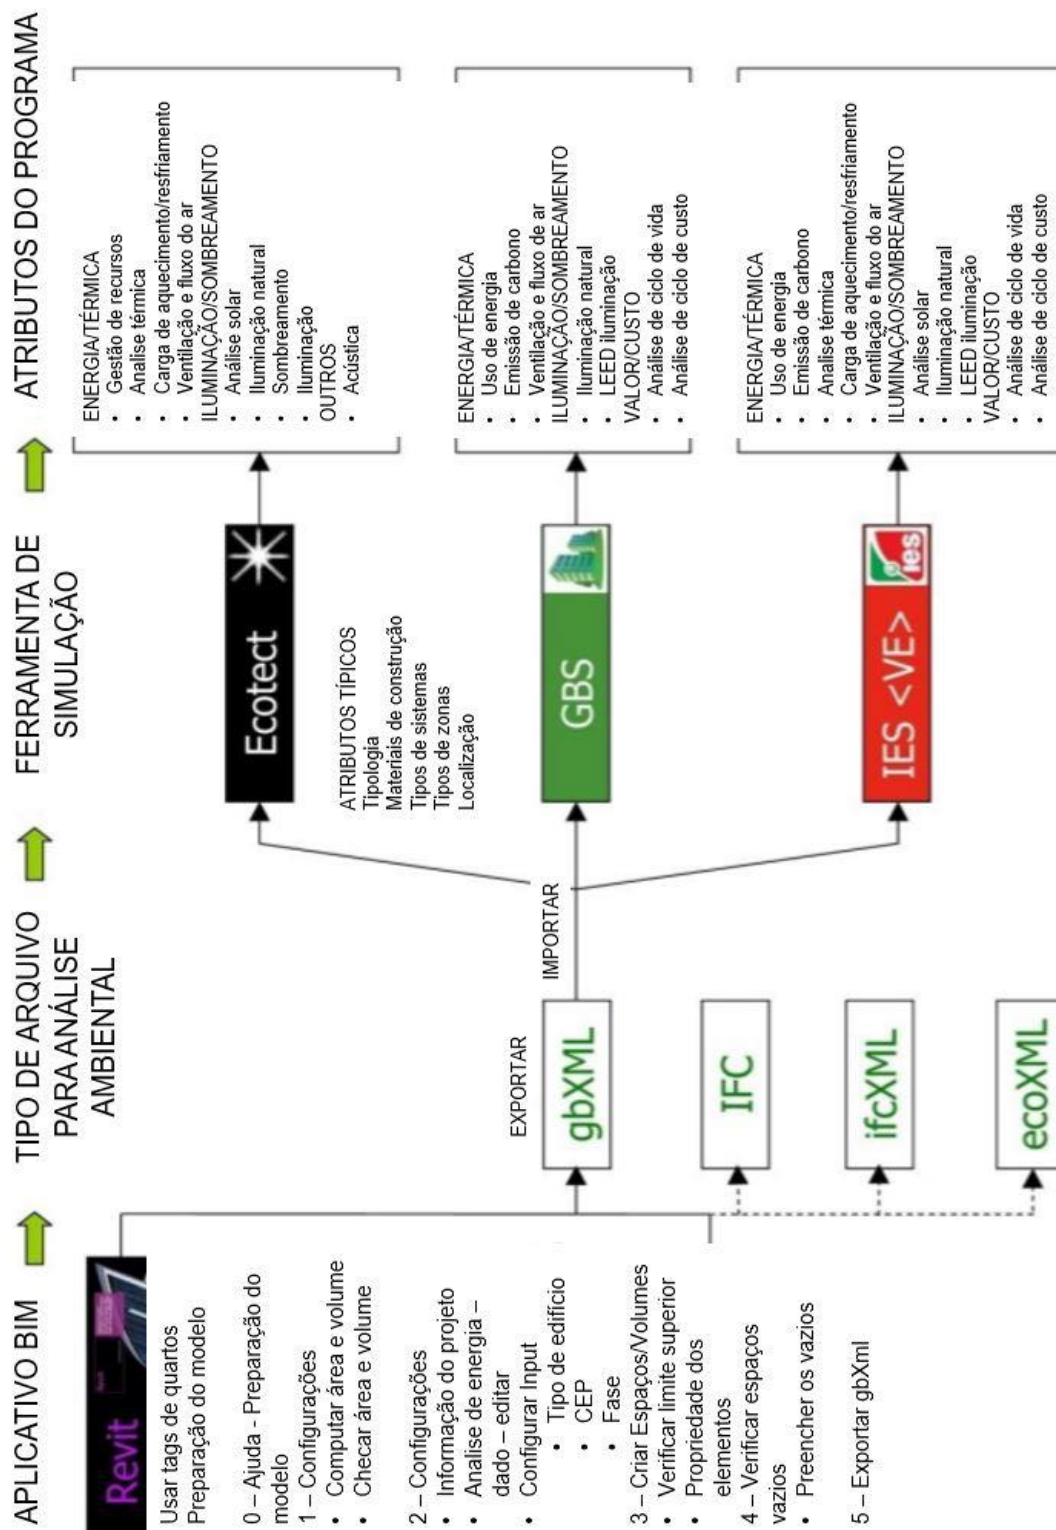 APLICATIVO BIM
TIPO DE ARQUIVO
PARA ANÁLISE
AMBIENTAL
FERRAMENTA DE
SIMULAÇÃO
ATRIBUTOS DO PROGRAMA
Revit
Usar tags de quartos
Preparação do modelo
0 – Ajuda - Preparação do
modelo
1 – Configurações
• Computar área e volume
• Checar área e volume
2 – Configurações
• Informação do projeto
• Analise de energia –
dado – editar
• Configurar Input
• Tipo de edifício
• CEP
• Fase
3 – Criar Espaços/Volumes
• Verificar limite superior
• Propriedade dos
elementos
4 – Verificar espaços
vazios
• Preencher os vazios
5 – Exportar gbXml
EXPORTAR
gbXML
IFC
ifcXML
ecoXML
IMPORTAR
Ecotect
ATRIBUTOS TÍPICOS
Tipologia
Materiais de construção
Tipos de sistemas
Tipos de zonas
Localização
GBS
IES <VE>
ies
ENERGIA/TÉRMICA
• Gestão de recursos
• Analise térmica
• Carga de aquecimento/resfriamento
• Ventilação e fluxo do ar
ILUMINAÇÃO/SOMBREAMENTO
• Análise solar
• Iluminação natural
• Sombreamento
• Iluminação
OUTROS
• Acústica
ENERGIA/TÉRMICA
• Uso de energia
• Emissão de carbono
• Ventilação e fluxo de ar
ILUMINAÇÃO/SOMBREAMENTO
• Iluminação natural
• LEED iluminação
VALOR/CUSTO
• Análise de ciclo de vida
• Análise de ciclo de custo
ENERGIA/TÉRMICA
• Uso de energia
• Emissão de carbono
• Analise térmica
• Carga de aquecimento/resfriamento
• Ventilação e fluxo do ar
ILUMINAÇÃO/SOMBREAMENTO
• Análise solar
• Iluminação natural
• LEED iluminação
VALOR/CUSTO
• Análise de ciclo de vida
• Análise de ciclo de custo